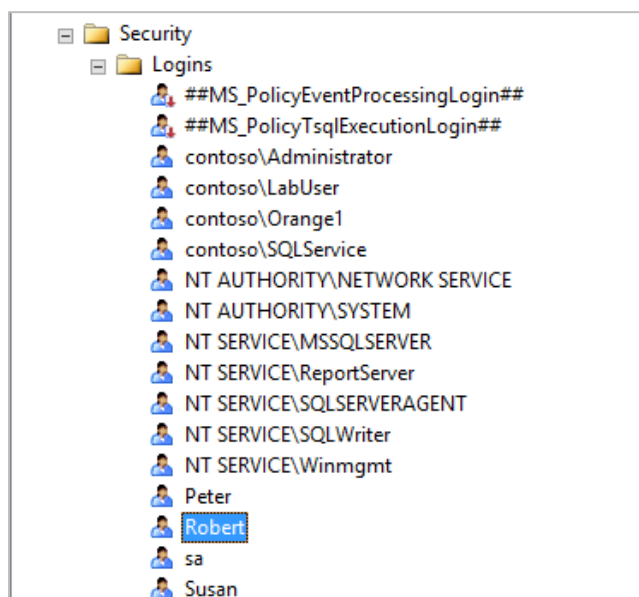 Security
Logins
##MS_PolicyEventProcessingLogin##
##MS_PolicyTsqlExecutionLogin##
contoso\Administrator
contoso\LabUser
contoso\Orange1
contoso\SQLService
NT AUTHORITY\NETWORK SERVICE
NT AUTHORITY\SYSTEM
NT SERVICE\MSSQLSERVER
NT SERVICE\ReportServer
NT SERVICE\SQLSERVERAGENT
NT SERVICE\SQLWriter
NT SERVICE\Winmgmt
Peter
Robert
sa
Susan